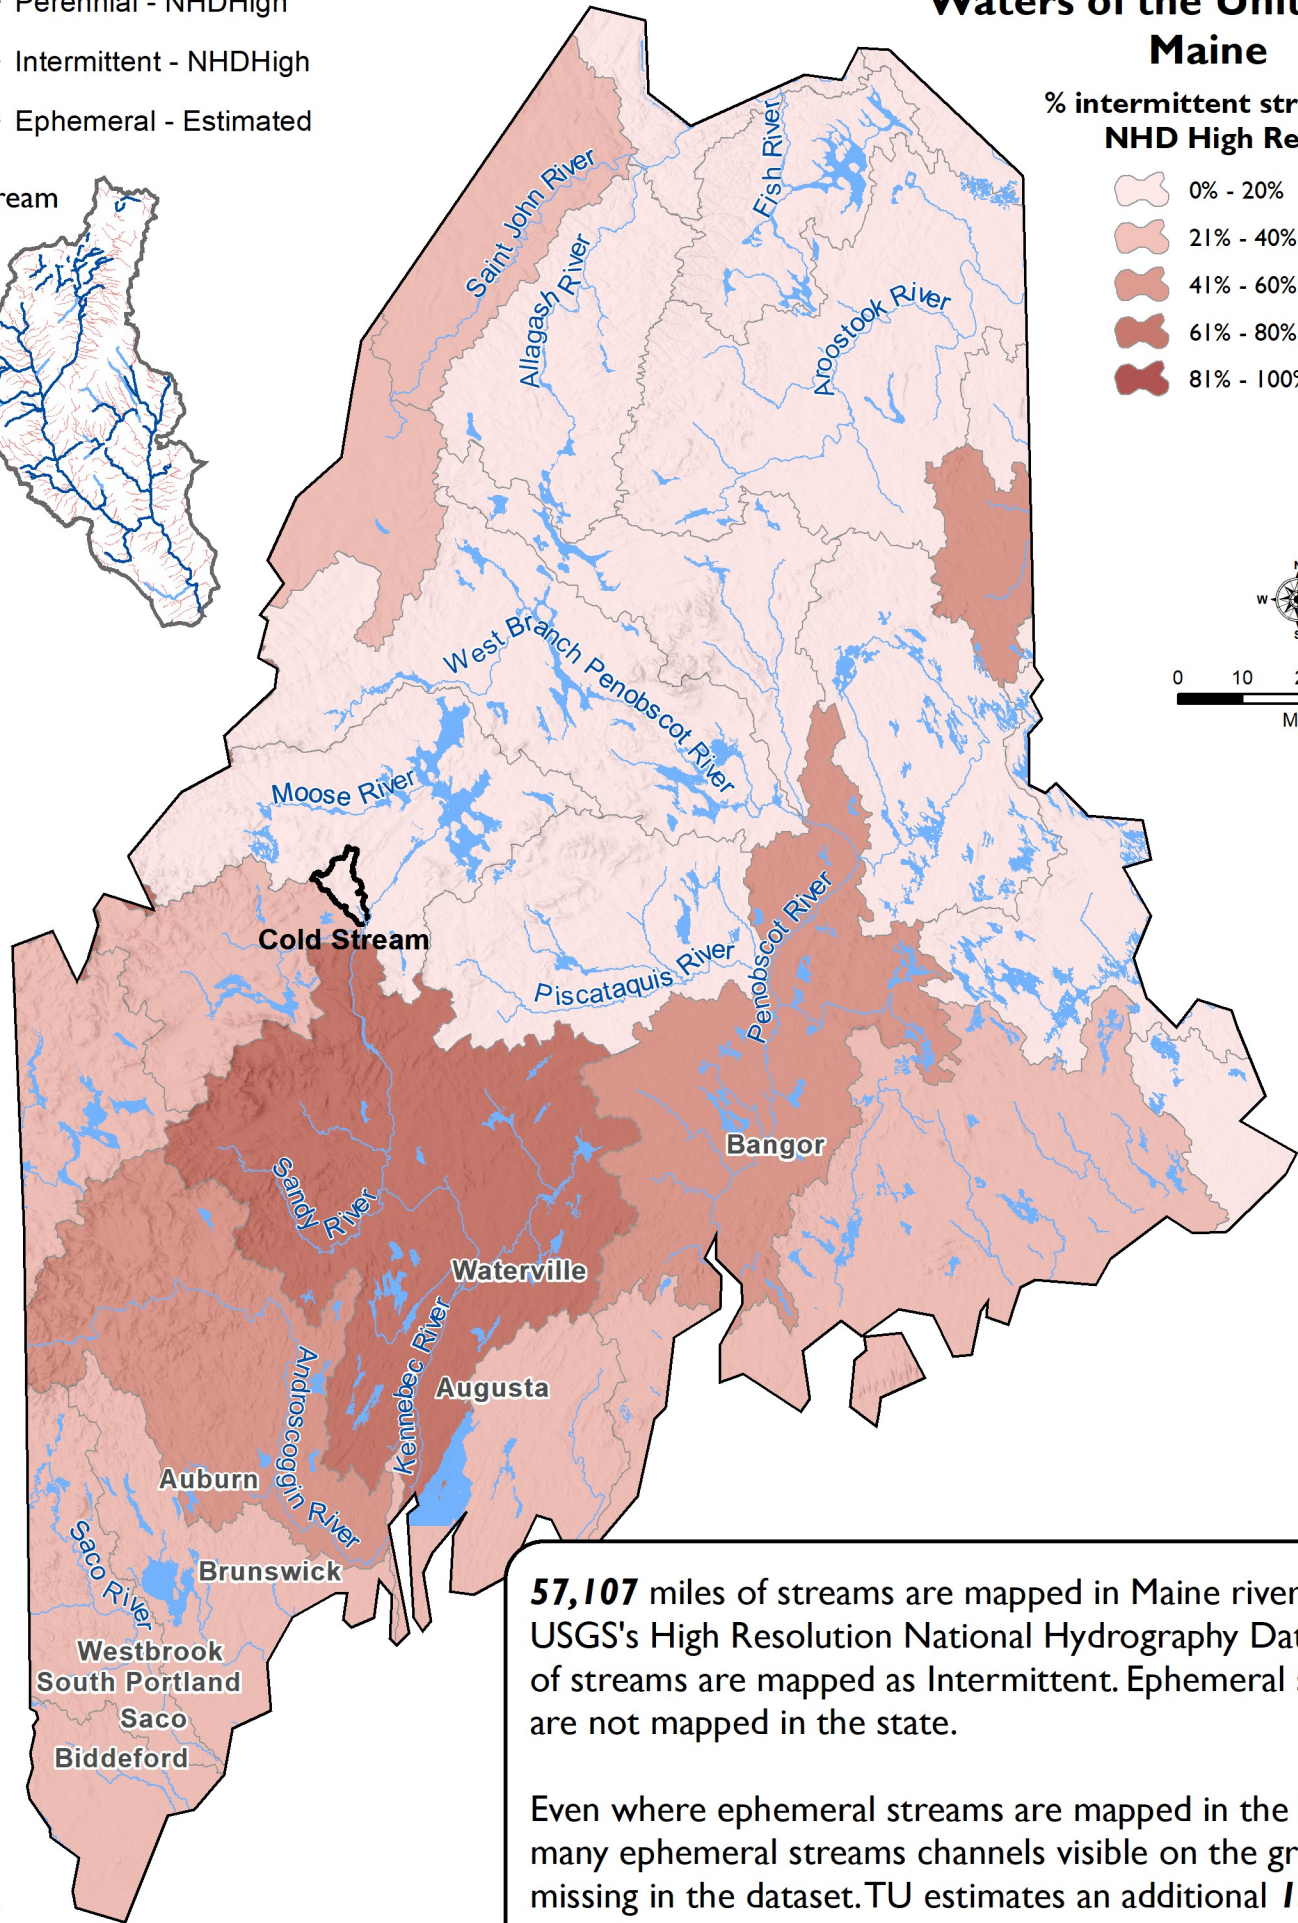 Perennial - NHDHigh
Intermittent - NHDHigh
Ephemeral - Estimated
Waters of the
Maine
% intermittent
NHD High
0% - 20%
21% - 40%
41% - 60%
61% - 80%
81% - 100%
N
W
S
0 10
M
Saint John River
Allagash River
Fish River
Aroostook River
West Branch Penobscot River
Moose River
Cold Stream
Piscataquis River
Penobscot River
Bangor
Sandy River
Waterville
Kennebec River
Augusta
Androscoggin River
Auburn
Brunswick
Saco River
Westbrook
South Portland
Saco
Biddeford
57,107 miles of streams are mapped in Maine
USGS's High Resolution National Hydrography
of streams are mapped as Intermittent. Ephemeral
are not mapped in the state.
Even where ephemeral streams are mapped in the
many ephemeral streams channels visible on the
missing in the dataset. TU estimates an additional